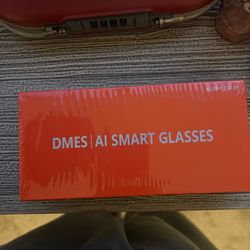 DMES | AI SMART GLASSES